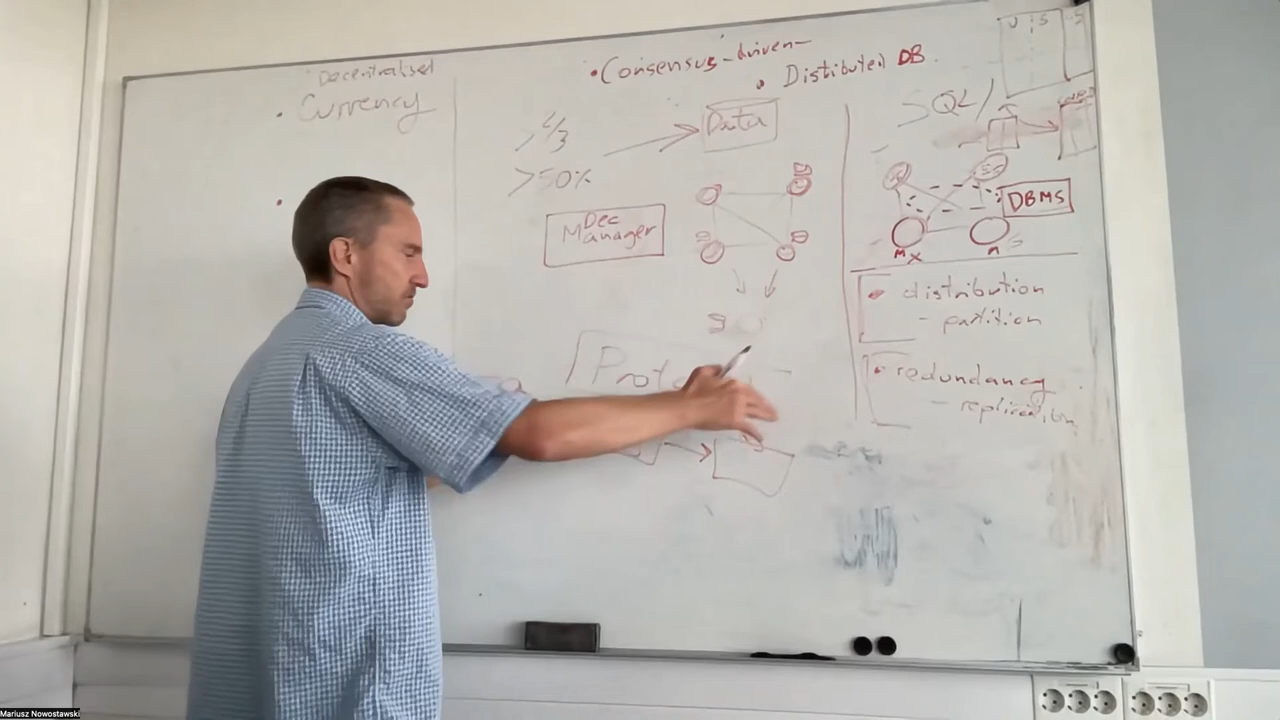 Decentralised
• Currency
•
• Consensus-driven
• Distributed DB
> 2/3
> 50%
Data
Dec
Manager
SQL/
DBMS
M X
• distribution
- partition
• redundancy
- replication
Mariusz Nowostawski